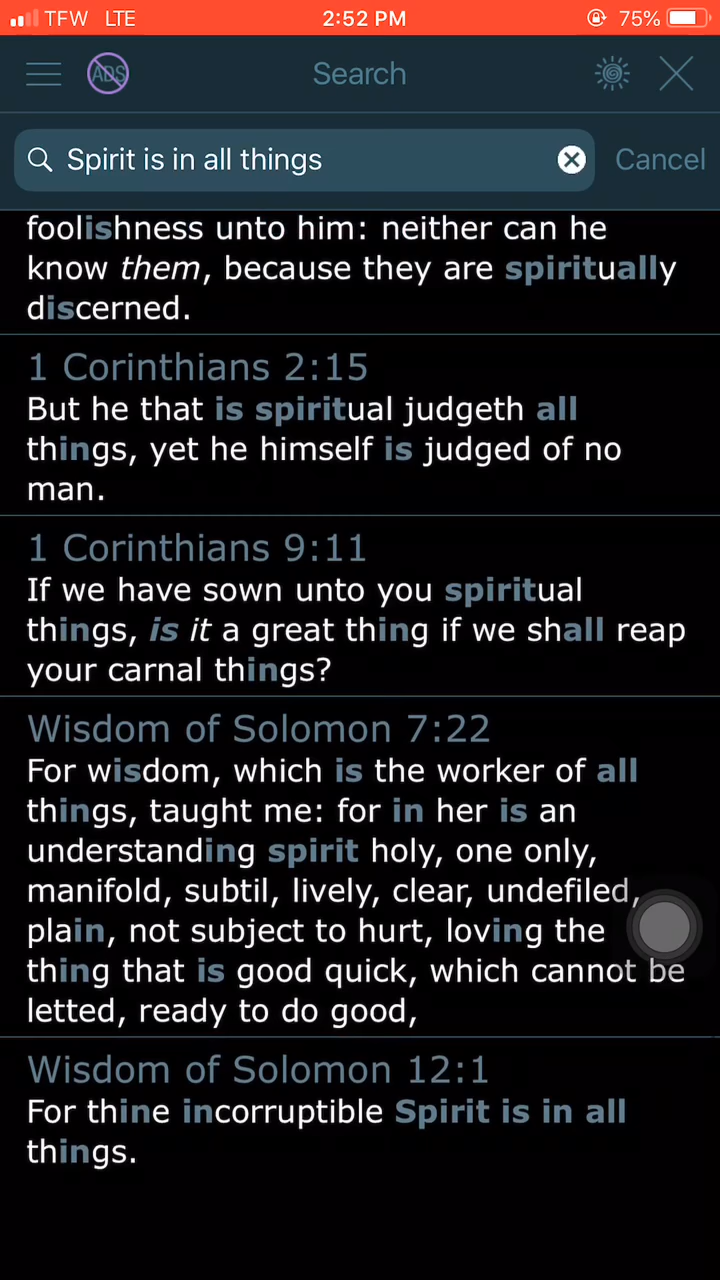 TFW LTE 2:52 PM 75%
ADS Search
Spirit is in all things Cancel
foolishness unto him: neither can he
know them, because they are spiritually
discerned.
1 Corinthians 2:15
But he that is spiritual judgeth all
things, yet he himself is judged of no
man.
1 Corinthians 9:11
If we have sown unto you spiritual
things, is it a great thing if we shall reap
your carnal things?
Wisdom of Solomon 7:22
For wisdom, which is the worker of all
things, taught me: for in her is an
understanding spirit holy, one only,
manifold, subtil, lively, clear, undefiled,
plain, not subject to hurt, loving the
thing that is good quick, which cannot be
letted, ready to do good,
Wisdom of Solomon 12:1
For thine incorruptible Spirit is in all
things.